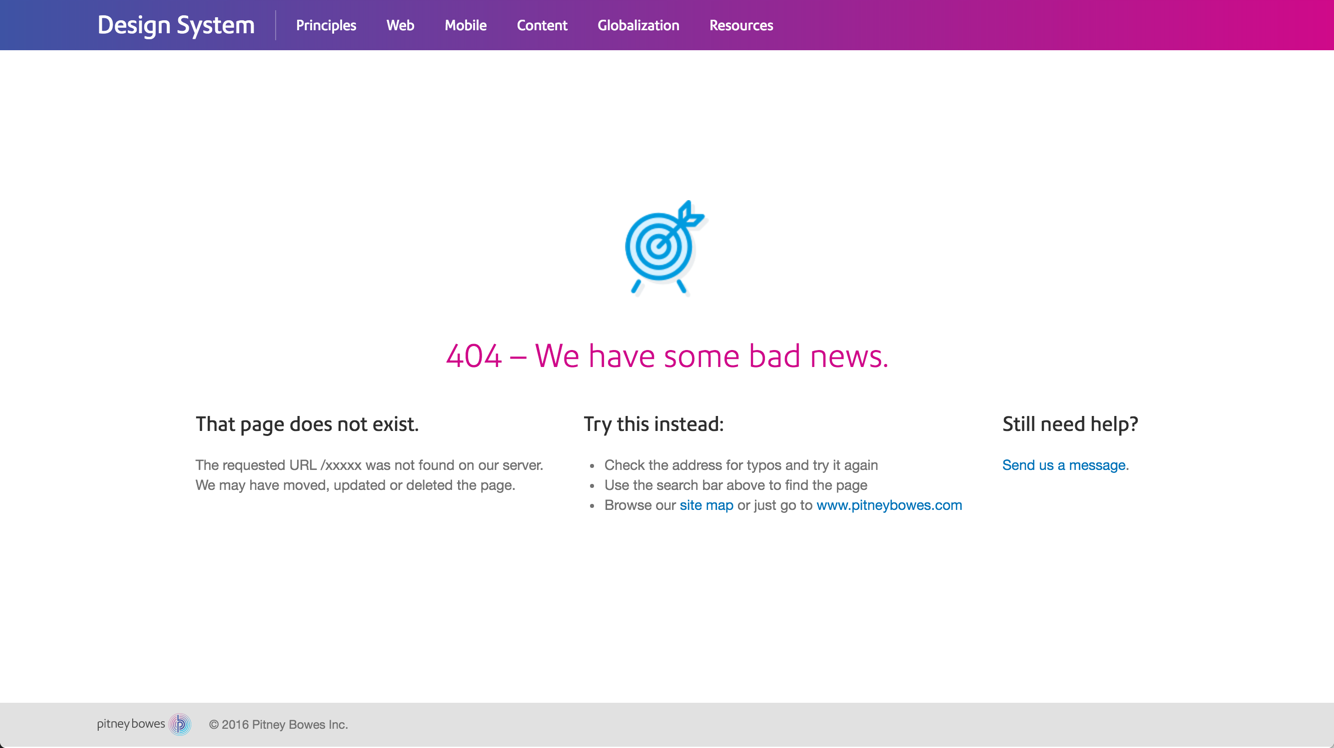 Design System
Principles Web Mobile Content Globalization Resources
404 – We have some bad news.
That page does not exist.
The requested URL /xxxxx was not found on our server.
We may have moved, updated or deleted the page.
Try this instead:
• Check the address for typos and try it again
• Use the search bar above to find the page
• Browse our site map or just go to www.pitneybowes.com
Still need help?
Send us a message.
pitney bowes © 2016 Pitney Bowes Inc.